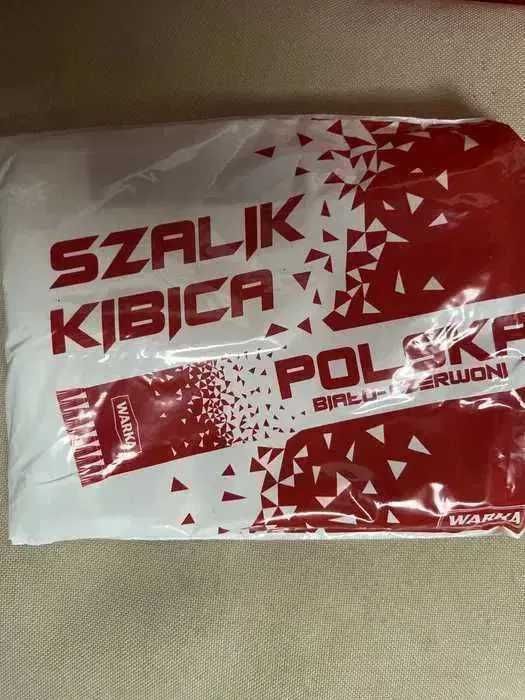 SZALIK
KIBICA
POLSKA
BIAŁO-CZERWONI
WARKA
WARKA